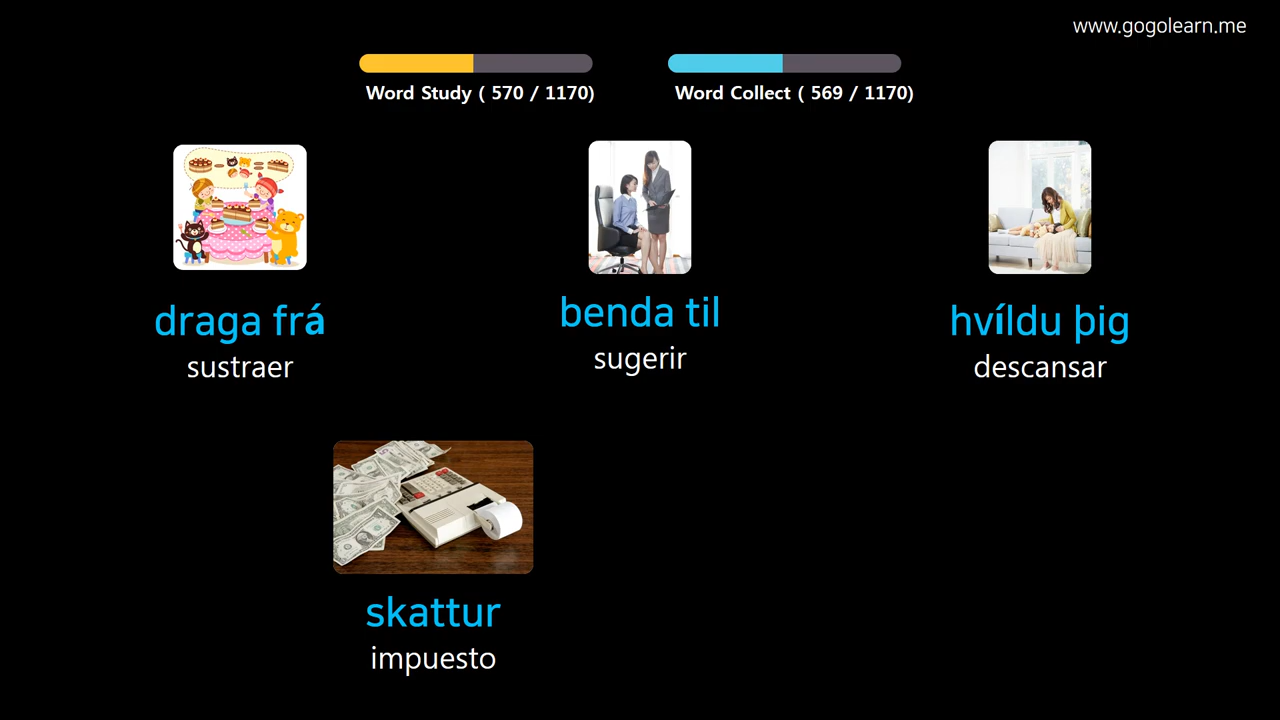 www.gogolearn.me
Word Study ( 570 / 1170)
Word Collect ( 569 / 1170)
draga frá
sustraer
benda til
sugerir
hvíldu þig
descansar
skattur
impuesto